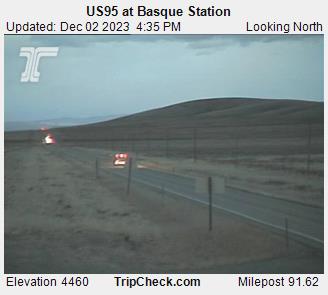 US95 at Basque Station
Updated: Dec 02 2023 4:35 PM Looking North
Elevation 4460 TripCheck.com Milepost 91.62